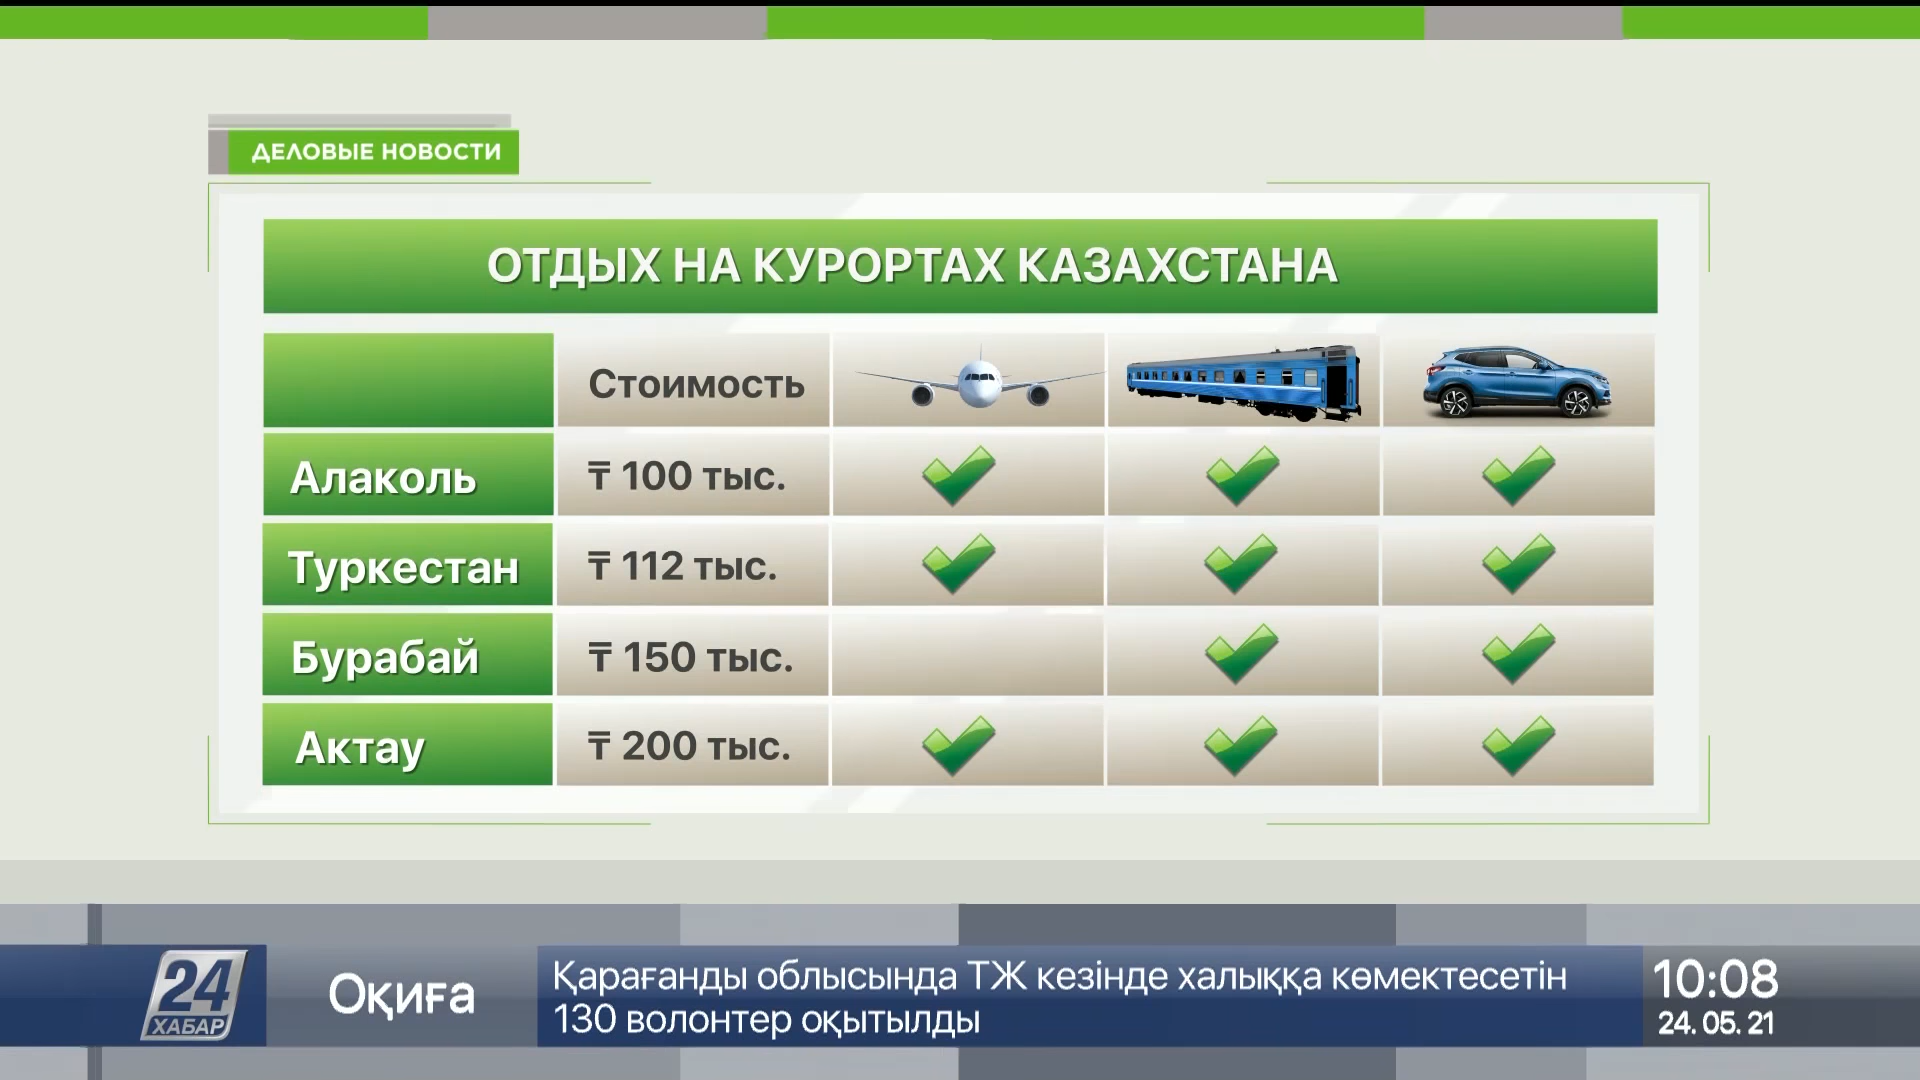 ДЕЛОВЫЕ НОВОСТИ
ОТДЫХ НА КУРОРТАХ КАЗАХСТАНА
Стоимость
Алаколь ₸ 100 тыс.
Туркестан ₸ 112 тыс.
Бурабай ₸ 150 тыс.
Актау ₸ 200 тыс.
24
ХАБАР
Оқиға
Қарағанды облысында ТЖ кезінде халыққа көмектесетін
130 волонтер оқытылды
10:08
24. 05. 21